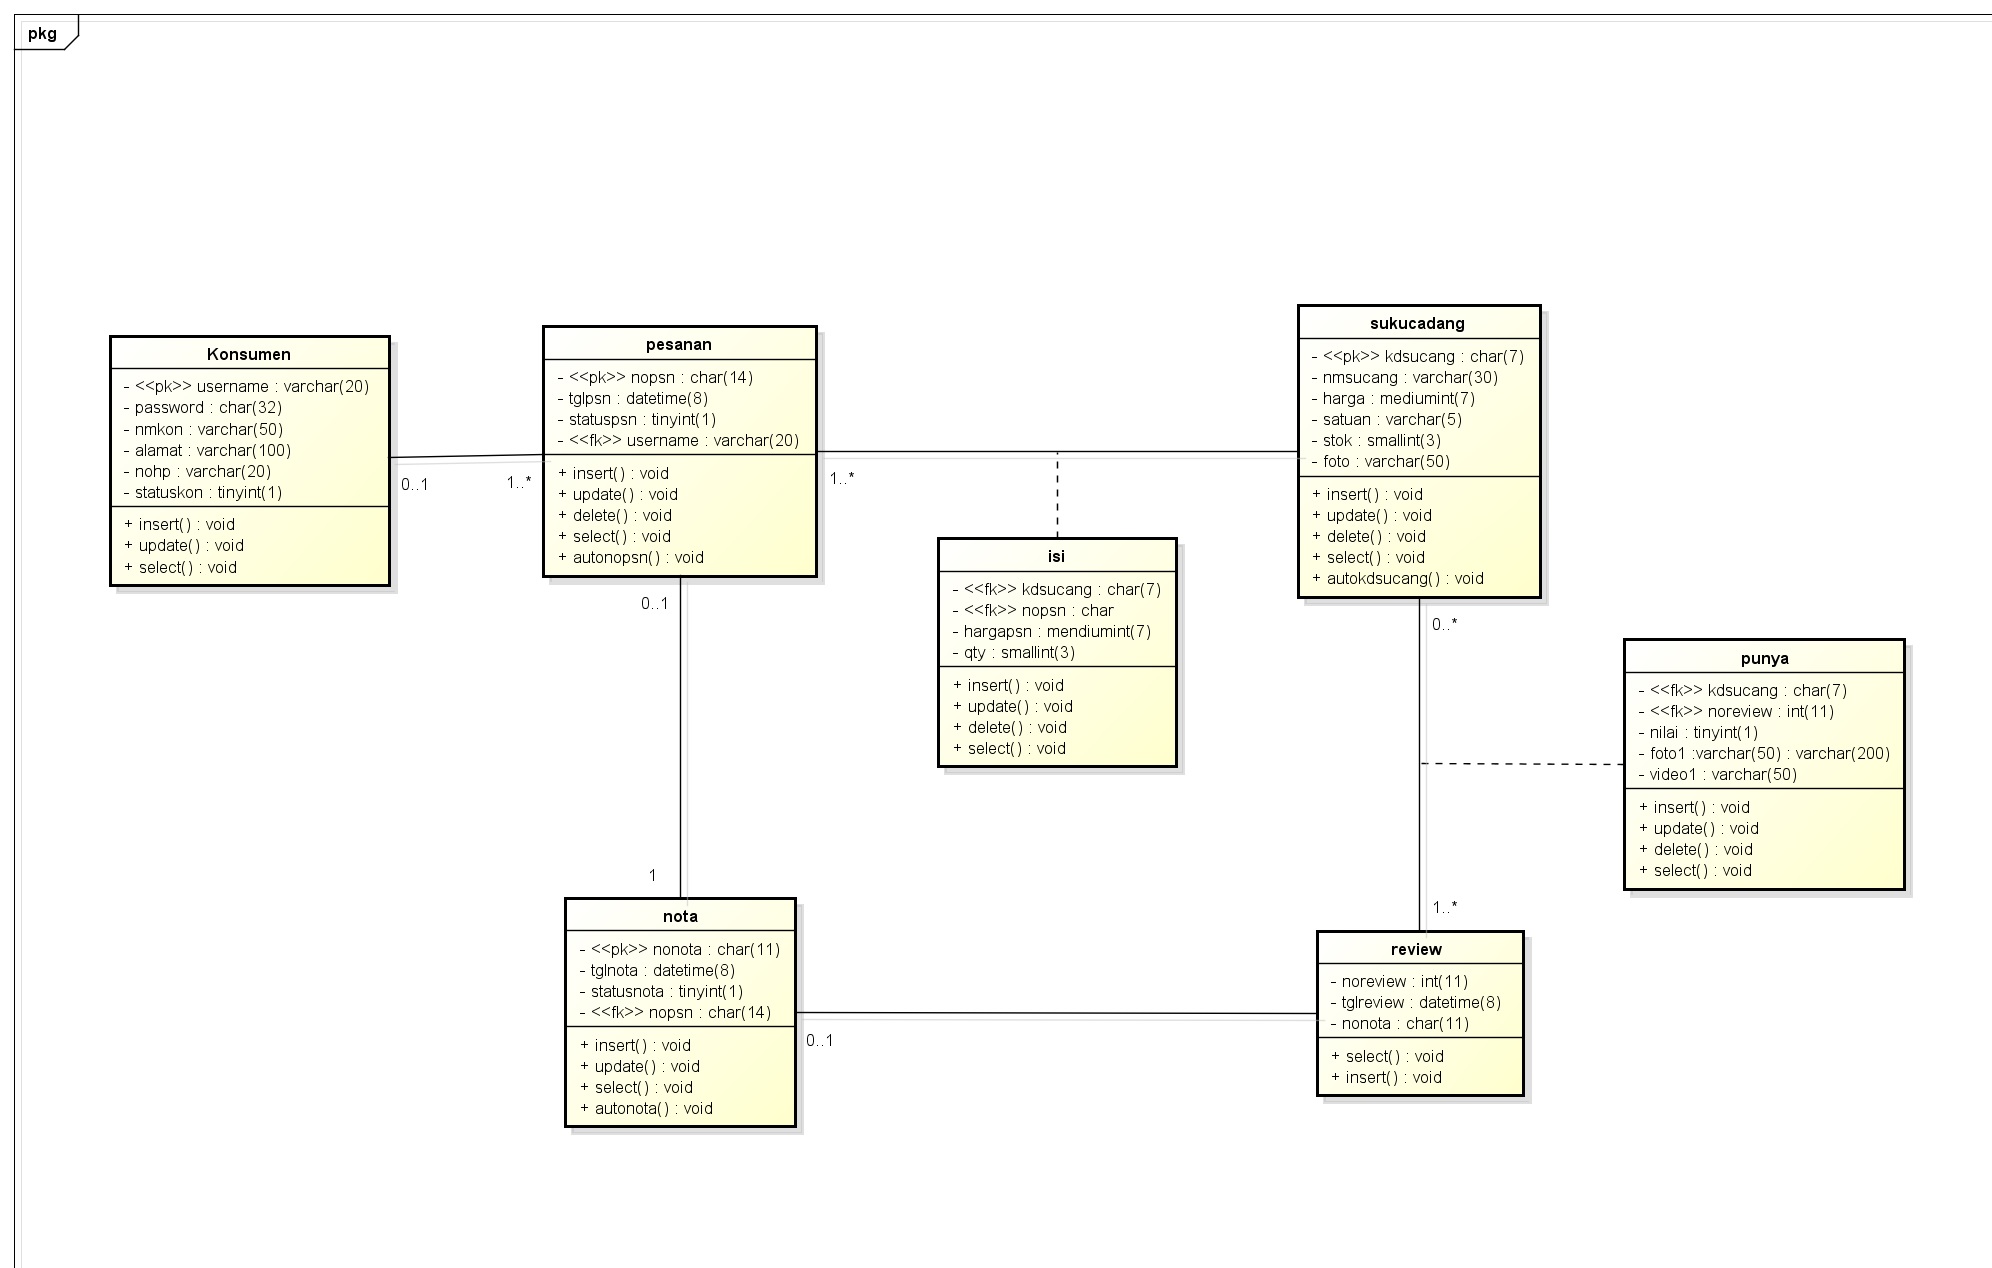 pkg
Konsumen
- <<pk>> username : varchar(20)
- password : char(32)
- nmkon : varchar(50)
- alamat : varchar(100)
- nohp : varchar(20)
- statuskon : tinyint(1)
+ insert() : void
+ update() : void
+ select() : void
0..1
1..*
pesanan
- <<pk>> nopsn : char(14)
- tglpsn : datetime(8)
- statuspsn : tinyint(1)
- <<fk>> username : varchar(20)
+ insert() : void
+ update() : void
+ delete() : void
+ select() : void
+ autonopsn() : void
1..*
0..1
1
sukucadang
- <<pk>> kdsucang : char(7)
- nmsucang : varchar(30)
- harga : mediumint(7)
- satuan : varchar(5)
- stok : smallint(3)
- foto : varchar(50)
+ insert() : void
+ update() : void
+ delete() : void
+ select() : void
+ autokdsucang() : void
0..*
1..*
isi
- <<fk>> kdsucang : char(7)
- <<fk>> nopsn : char
- hargapsn : mendiumint(7)
- qty : smallint(3)
+ insert() : void
+ update() : void
+ delete() : void
+ select() : void
punya
- <<fk>> kdsucang : char(7)
- <<fk>> noreview : int(11)
- nilai : tinyint(1)
- foto1 :varchar(50) : varchar(200)
- video1 : varchar(50)
+ insert() : void
+ update() : void
+ delete() : void
+ select() : void
nota
- <<pk>> nonota : char(11)
- tglnota : datetime(8)
- statusnota : tinyint(1)
- <<fk>> nopsn : char(14)
+ insert() : void
+ update() : void
+ select() : void
+ autonota() : void
0..1
review
- noreview : int(11)
- tglreview : datetime(8)
- nonota : char(11)
+ select() : void
+ insert() : void